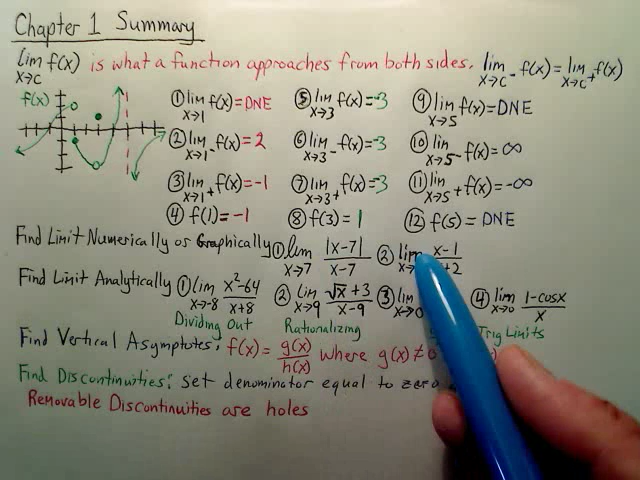 Chapter 1 Summary
lim x→c f(x) is what a function approaches from both sides. lim x→c- f(x) = lim x→c+ f(x)
f(x)
① lim x→1 f(x) = DNE ⑤ lim x→3 f(x) = -3 ⑨ lim x→5 f(x) = DNE
② lim x→1- f(x) = 2 ⑥ lim x→3- f(x) = -3 ⑩ lim x→5- f(x) = ∞
③ lim x→1+ f(x) = -1 ⑦ lim x→3+ f(x) = -3 ⑪ lim x→5+ f(x) = -∞
④ f(1) = -1 ⑧ f(3) = 1 ⑫ f(5) = DNE
Find Limit Numerically or Graphically ① lim x→7 |x-7|/(x-7) ② lim x-1
Find Limit Analytically ① lim x→-8 (x²-64)/(x+8) ② lim x→9 (√x+3)/(x-9) ③ lim x→0 ④ lim x→0 (1-cosx)/x
Dividing Out Rationalizing Trig Limits
Find Vertical Asymptotes: f(x) = g(x)/h(x) where g(x) ≠ 0
Find Discontinuities: set denominator equal to zero
Removable Discontinuities are holes